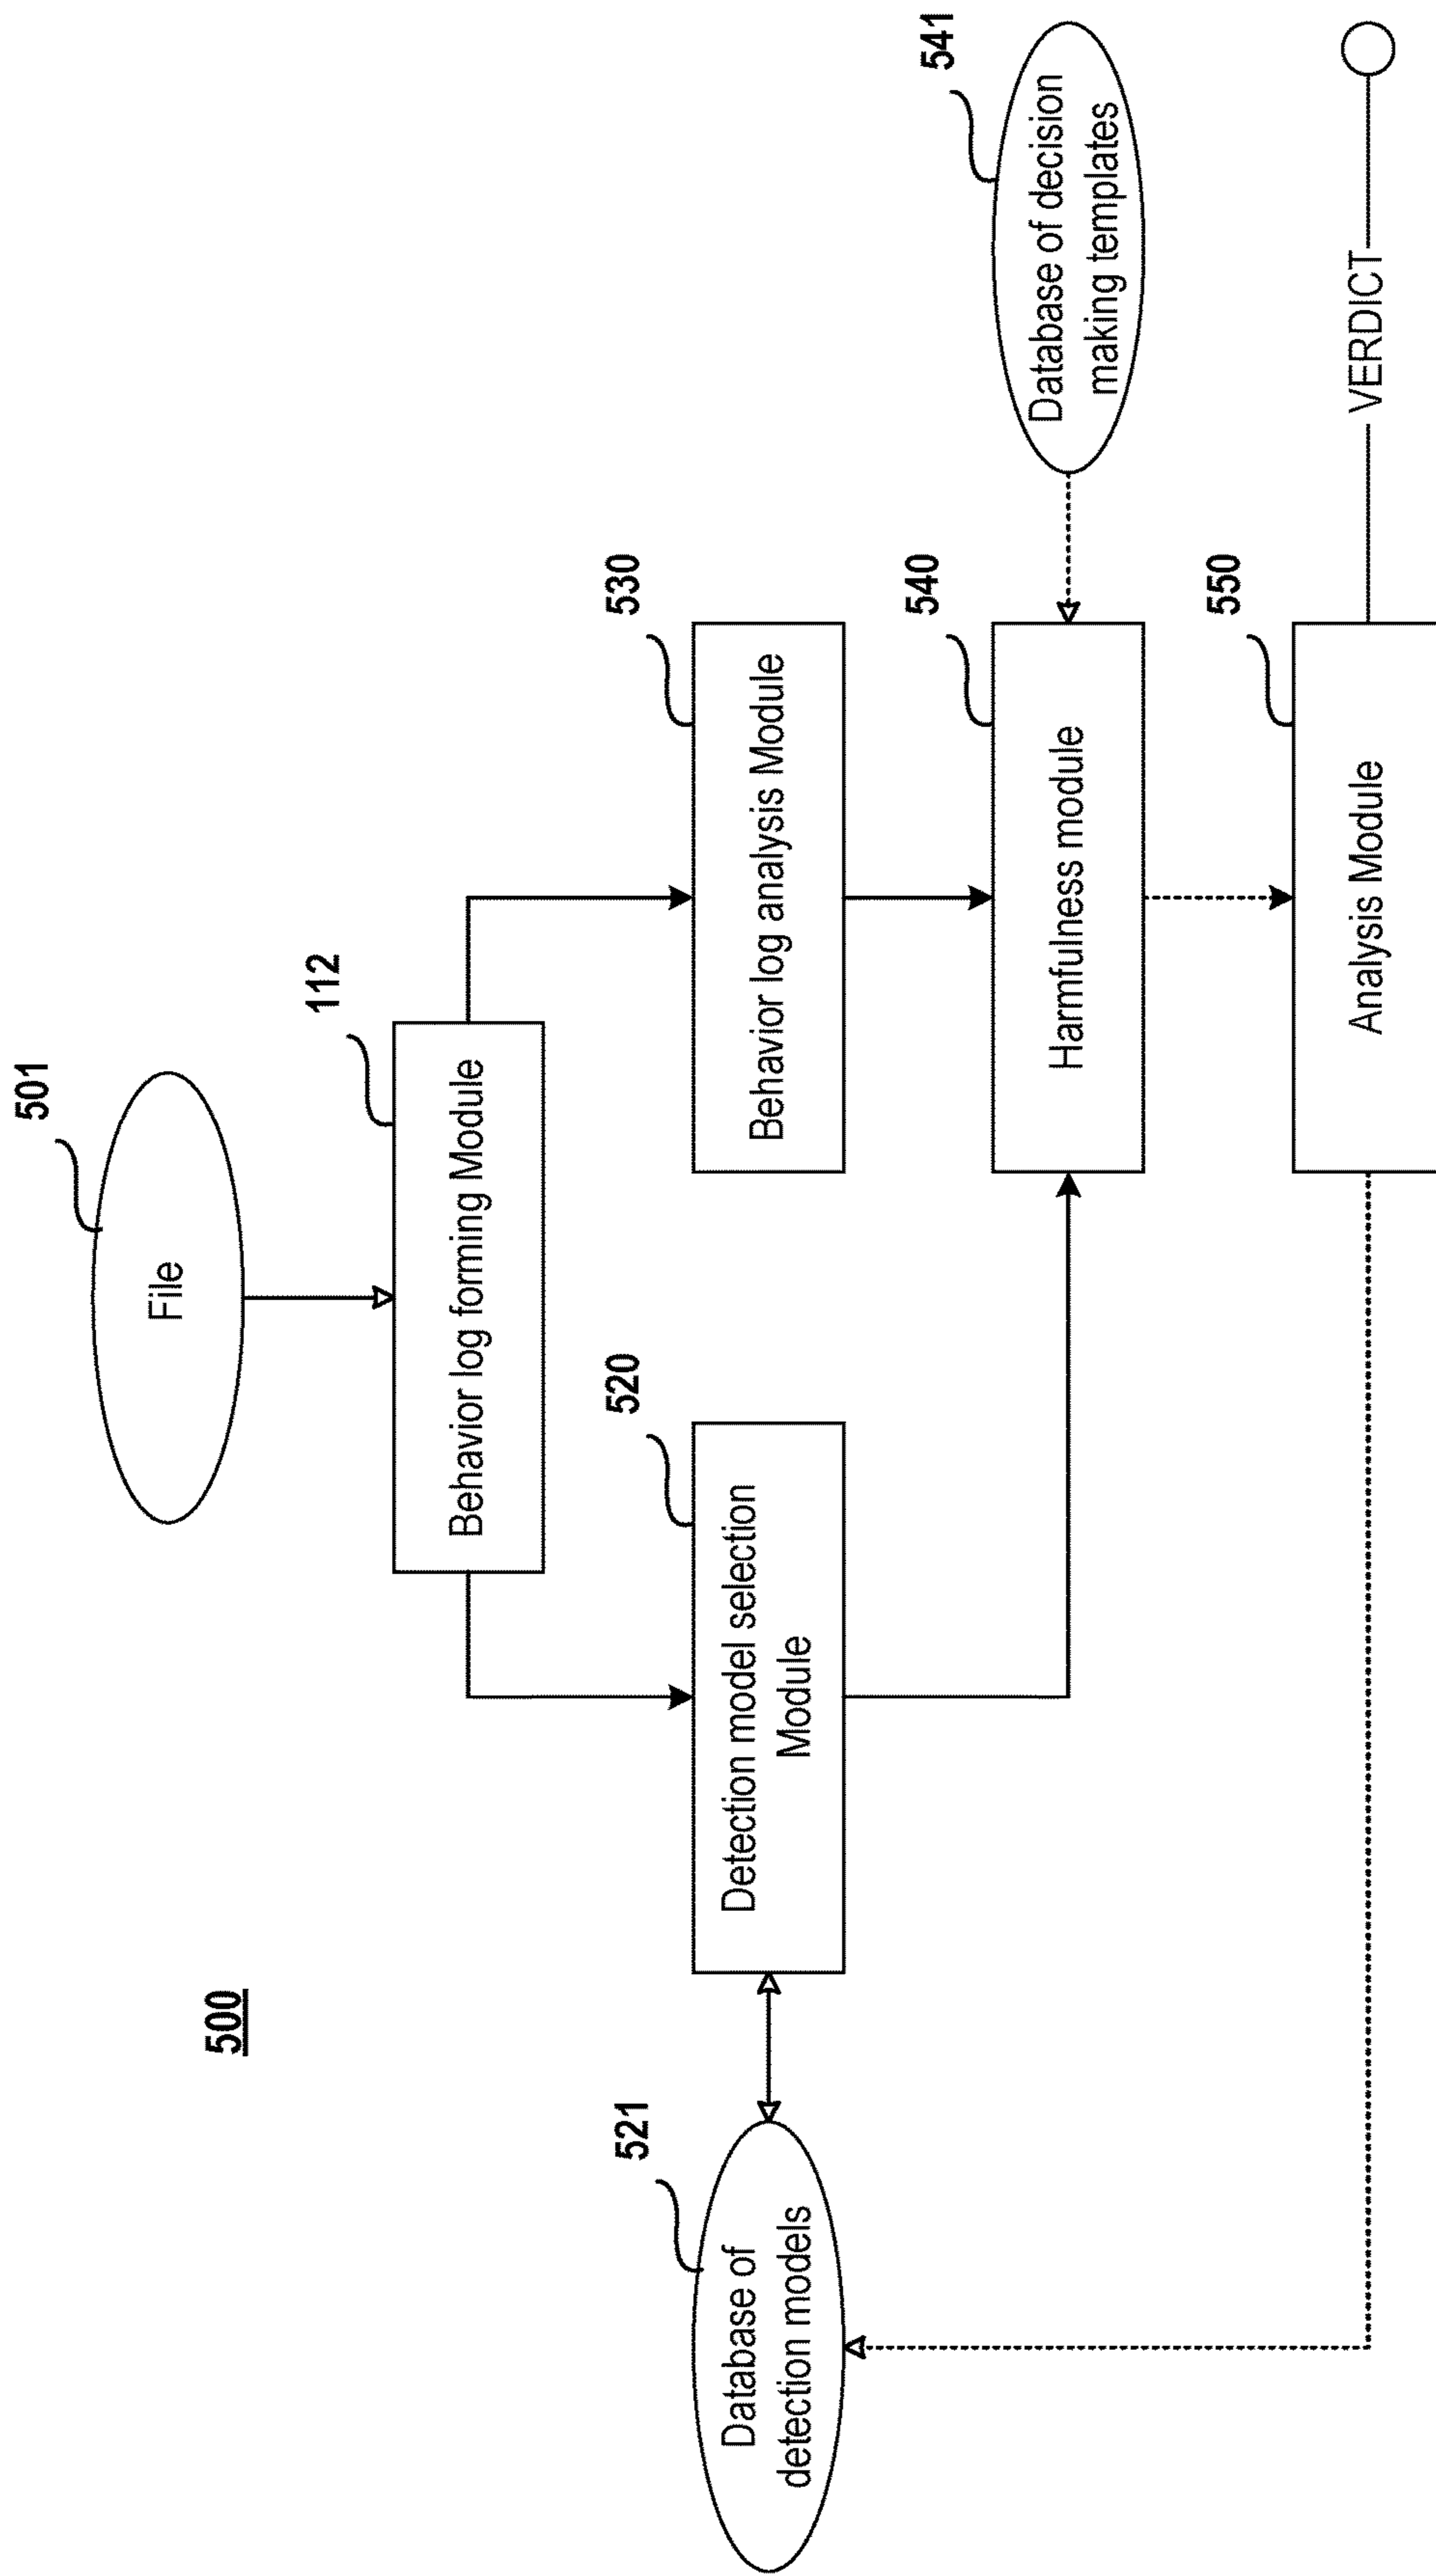 500
501
File
112
Behavior log forming Module
520
Detection model selection
Module
530
Behavior log analysis Module
521
Database of
detection models
540
Harmfulness module
541
Database of decision
making templates
550
Analysis Module
VERDICT